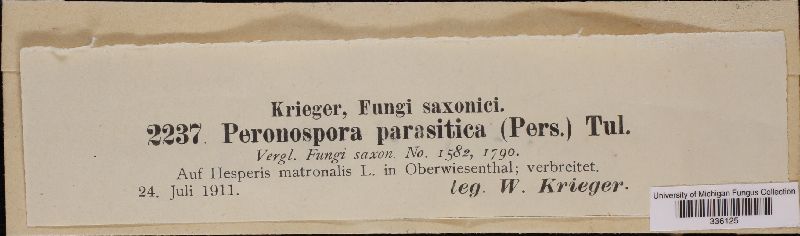 Krieger, Fungi saxonici.
2237. Peronospora parasitica (Pers.) Tul.
Vergl. Fungi saxon. No. 1582, 1790.
Auf Hesperis matronalis L. in Oberwiesenthal; verbreitet.
24. Juli 1911. leg. W. Krieger.
University of Michigan Fungus Collection
336125